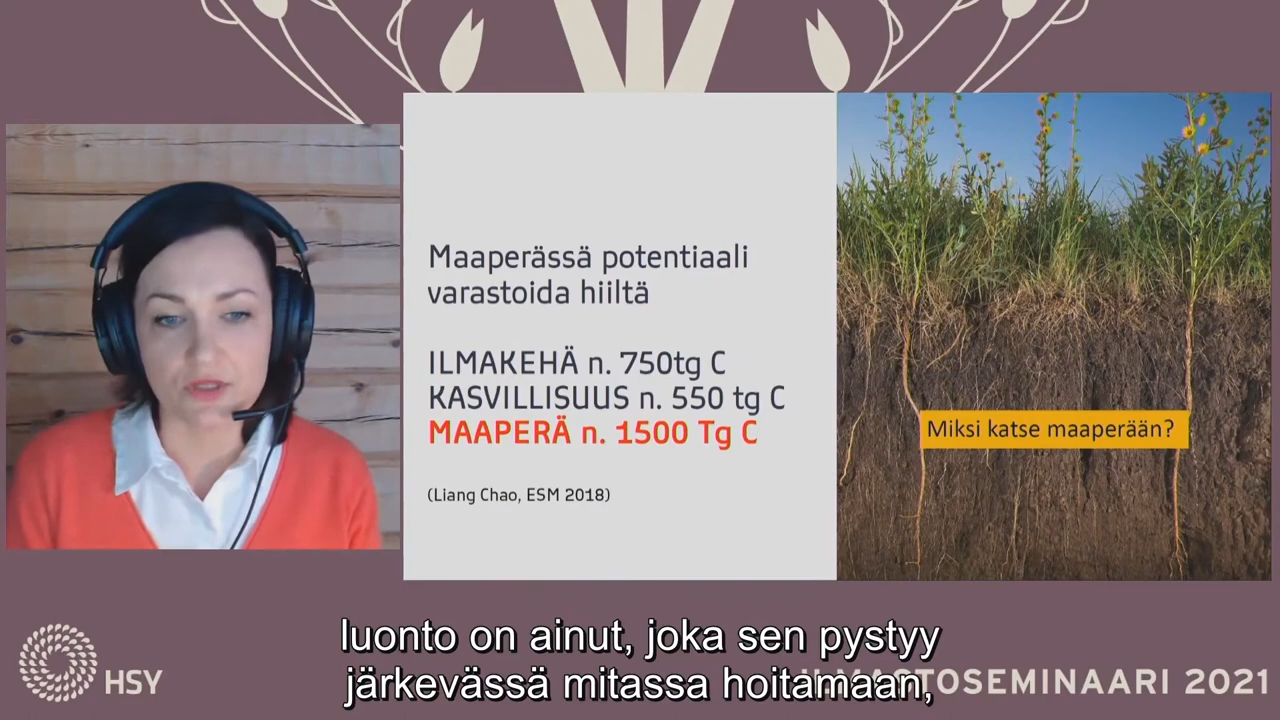 Maaperässä potentiaali
varastoida hiiltä
ILMAKEHÄ n. 750tg C
KASVILLISUUS n. 550 tg C
MAAPERÄ n. 1500 Tg C
(Liang Chao, ESM 2018)
Miksi katse maaperään?
luonto on ainut, joka sen pystyy
järkevässä mitassa hoitamaan,
HSY
ILMASTOSEMINAARI 2021